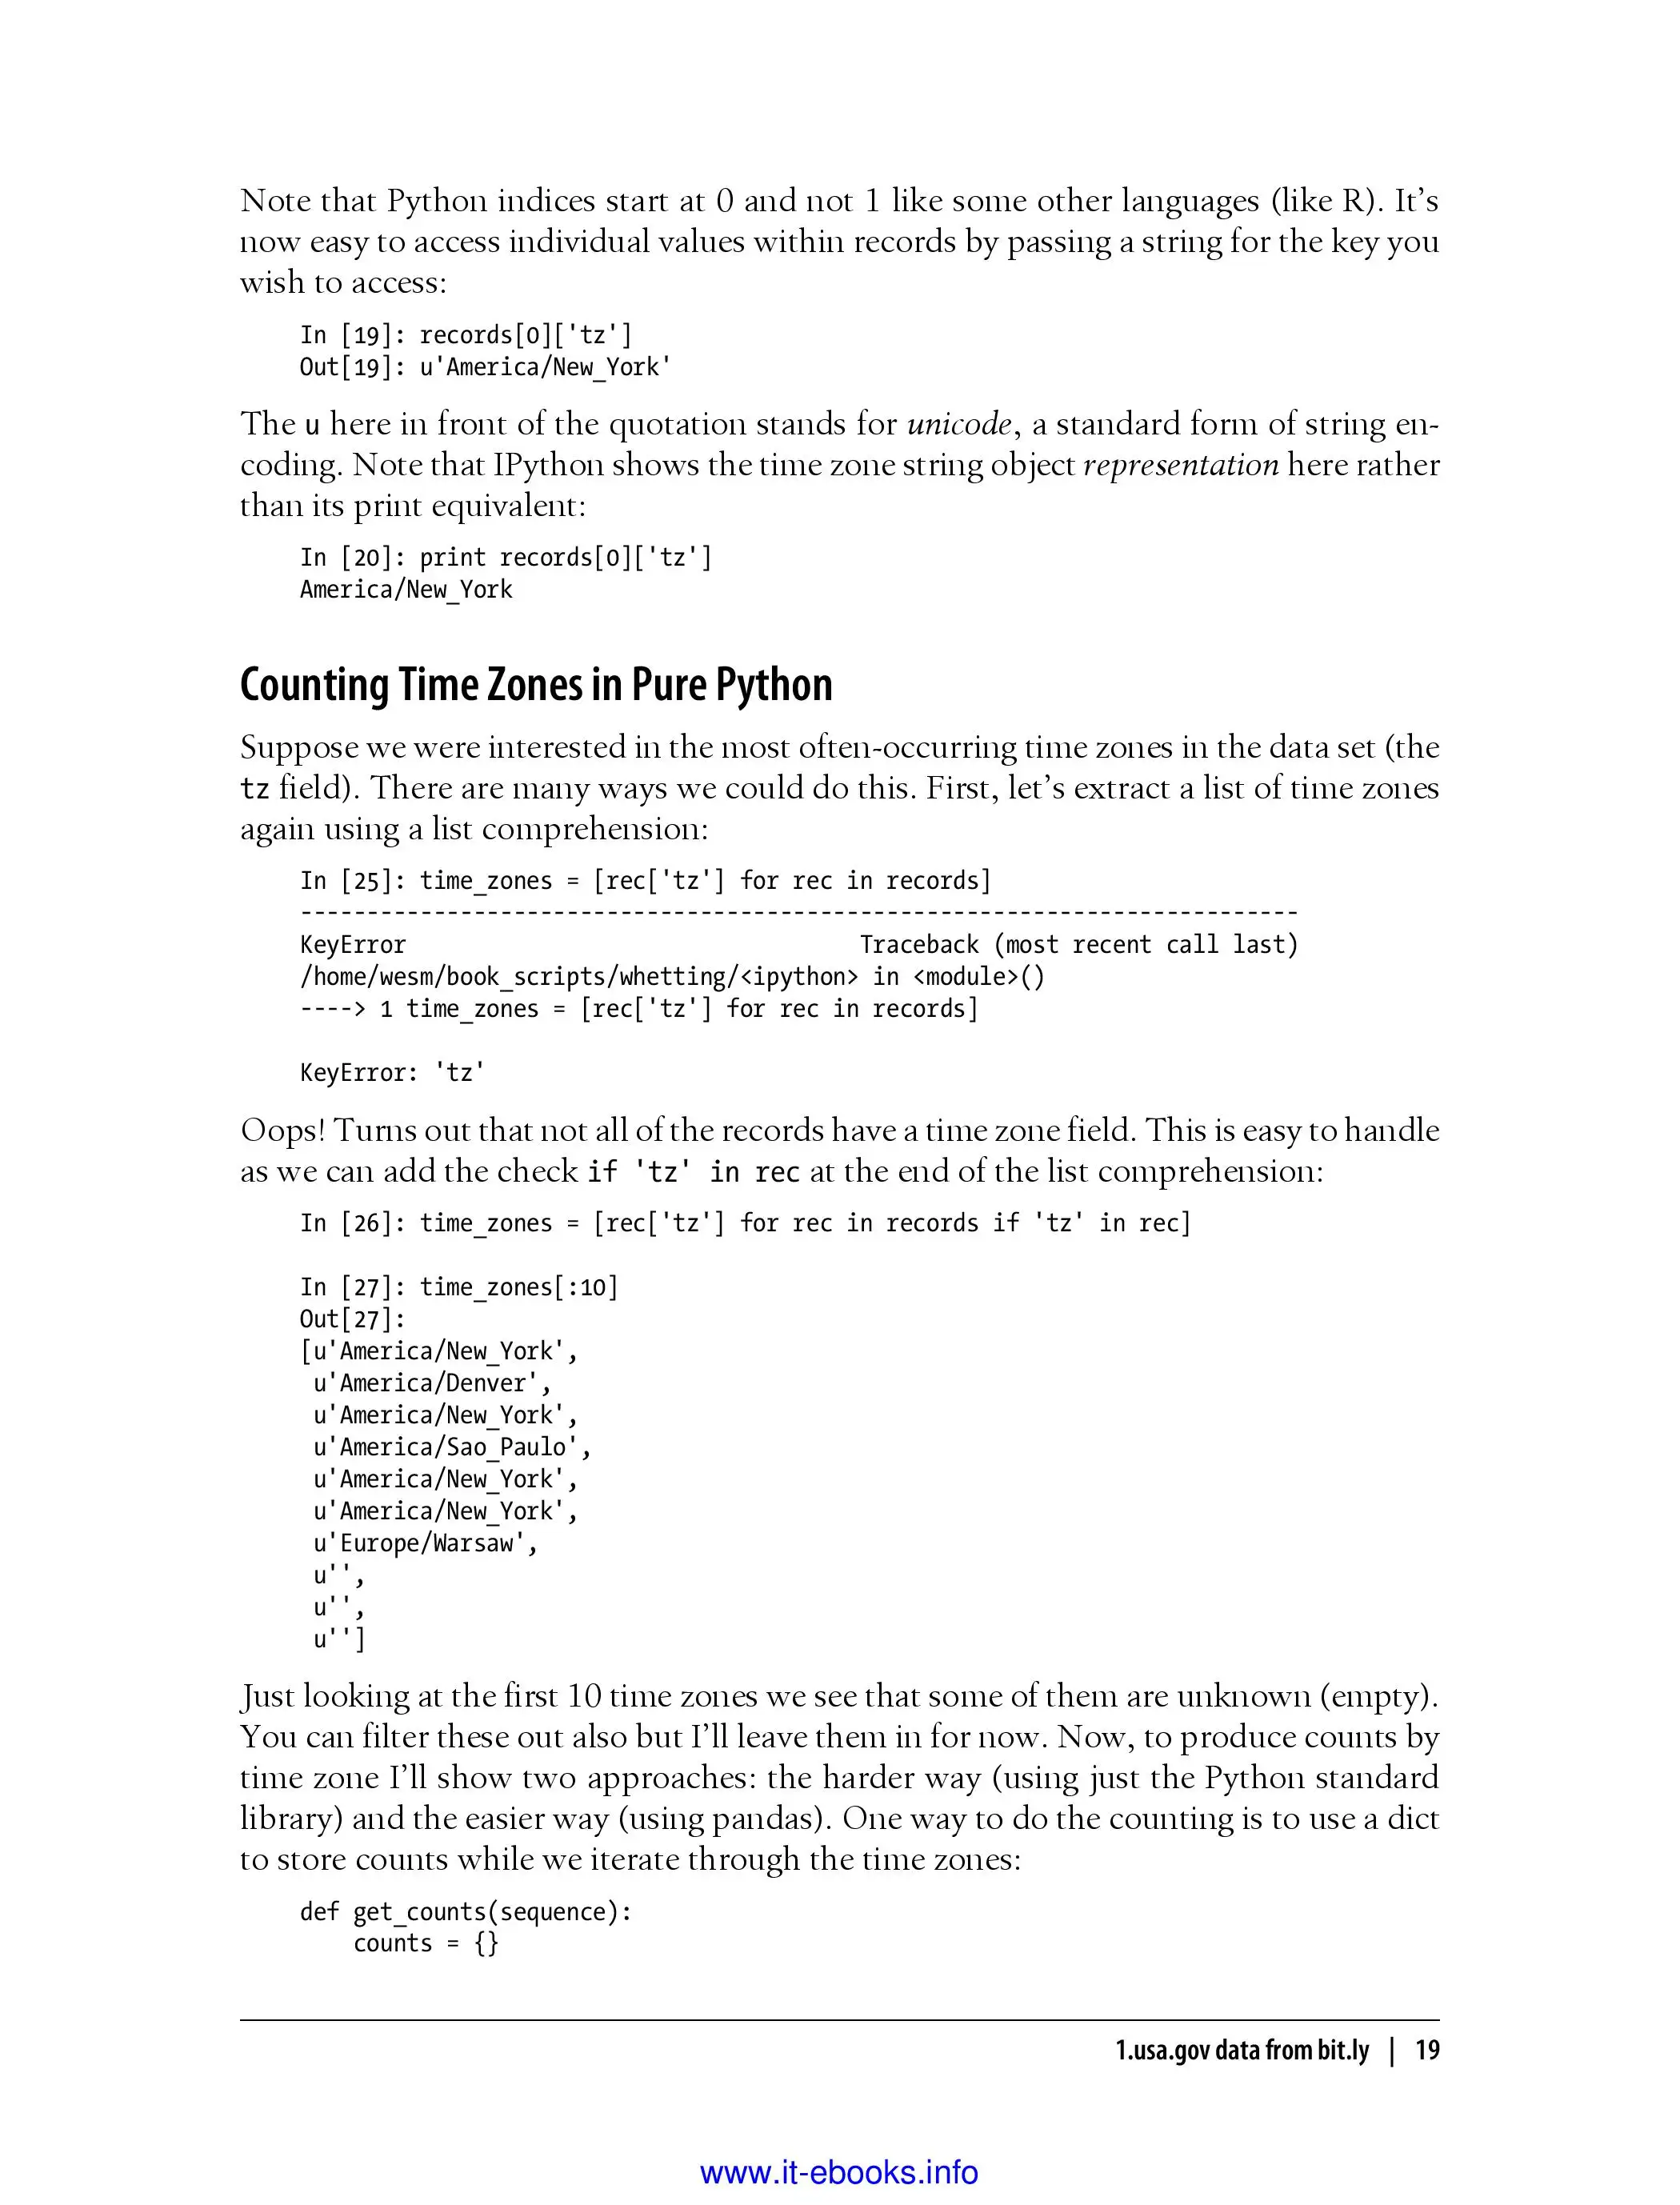 Note that Python indices start at 0 and not 1 like some other languages (like R). It’s
now easy to access individual values within records by passing a string for the key you
wish to access:
In [19]: records[0]['tz']
Out[19]: u'America/New_York'
The u here in front of the quotation stands for unicode, a standard form of string en-
coding. Note that IPython shows the time zone string object representation here rather
than its print equivalent:
In [20]: print records[0]['tz']
America/New_York
Counting Time Zones in Pure Python
Suppose we were interested in the most often-occurring time zones in the data set (the
tz field). There are many ways we could do this. First, let’s extract a list of time zones
again using a list comprehension:
In [25]: time_zones = [rec['tz'] for rec in records]
---------------------------------------------------------------------------
KeyError                                  Traceback (most recent call last)
/home/wesm/book_scripts/whetting/<ipython> in <module>()
----> 1 time_zones = [rec['tz'] for rec in records]
KeyError: 'tz'
Oops! Turns out that not all of the records have a time zone field. This is easy to handle
as we can add the check if 'tz' in rec at the end of the list comprehension:
In [26]: time_zones = [rec['tz'] for rec in records if 'tz' in rec]
In [27]: time_zones[:10]
Out[27]:
[u'America/New_York',
 u'America/Denver',
 u'America/New_York',
 u'America/Sao_Paulo',
 u'America/New_York',
 u'America/New_York',
 u'Europe/Warsaw',
 u'',
 u'',
 u'']
Just looking at the first 10 time zones we see that some of them are unknown (empty).
You can filter these out also but I’ll leave them in for now. Now, to produce counts by
time zone I’ll show two approaches: the harder way (using just the Python standard
library) and the easier way (using pandas). One way to do the counting is to use a dict
to store counts while we iterate through the time zones:
def get_counts(sequence):
    counts = {}
1.usa.gov data from bit.ly | 19
www.it-ebooks.info